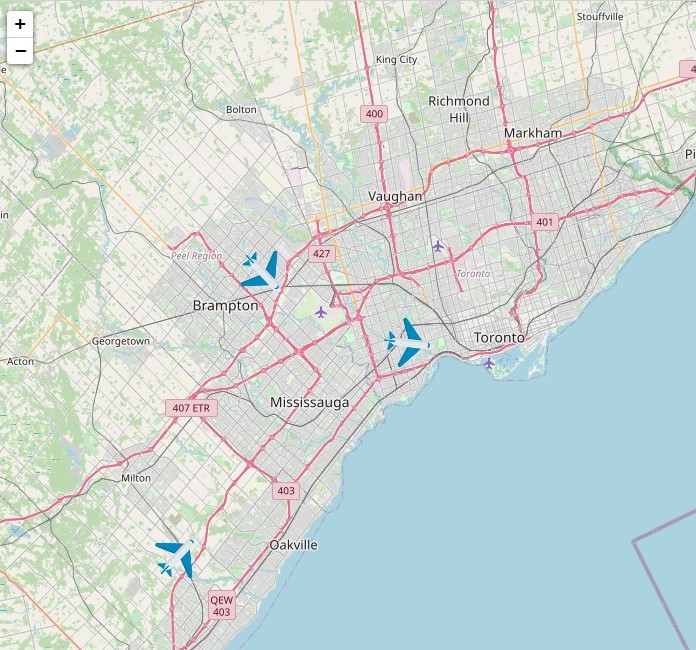 +
−
Stouffville
King City
Richmond
Hill
Bolton
400
Markham
Vaughan
401
427
Peel Region
Toronto
Brampton
Toronto
Georgetown
Acton
Mississauga
407 ETR
Milton
403
Oakville
QEW
403